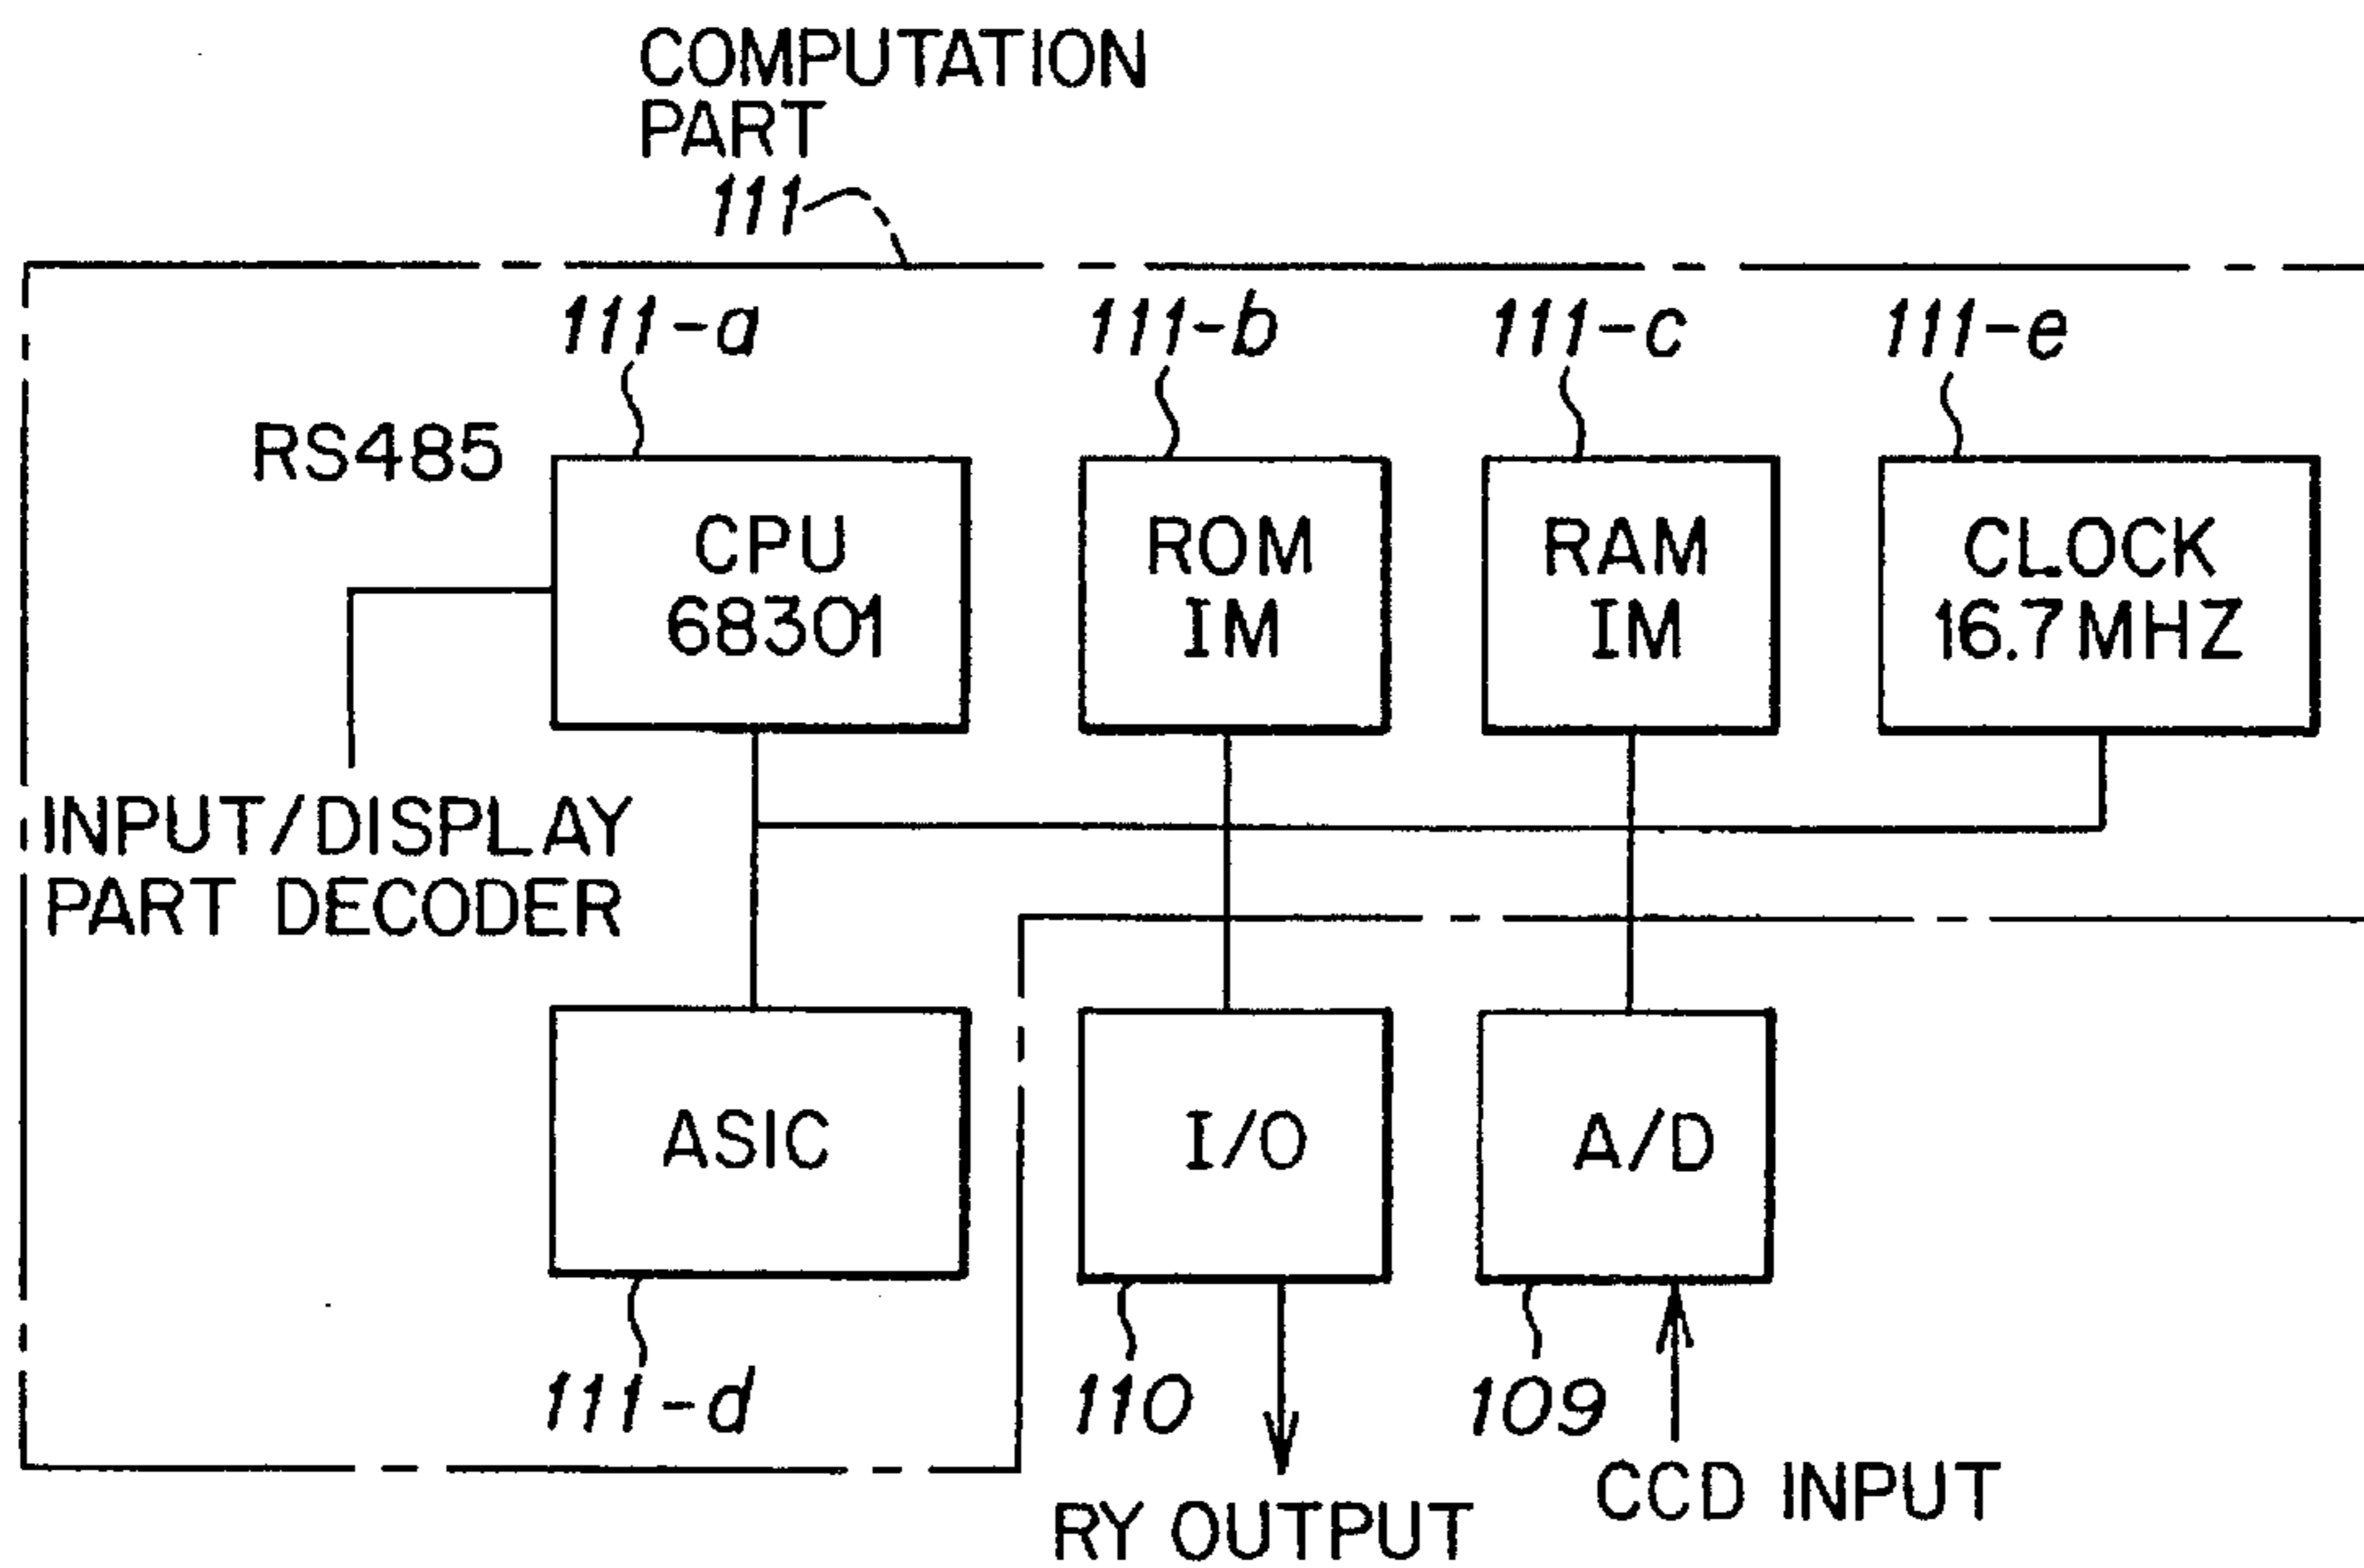 COMPUTATION
PART
111
111-a
111-b
111-c
111-e
RS485
CPU
68301
ROM
IM
RAM
IM
CLOCK
16.7MHZ
INPUT/DISPLAY
PART DECODER
ASIC
I/O
A/D
111-d
110
109
RY OUTPUT
CCD INPUT